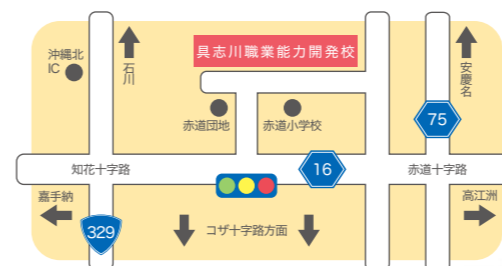 沖縄北
IC
石川
具志川職業能力開発校
安慶名
赤道団地
赤道小学校
75
知花十字路
16
赤道十字路
嘉手納
高江洲
329
コザ十字路方面